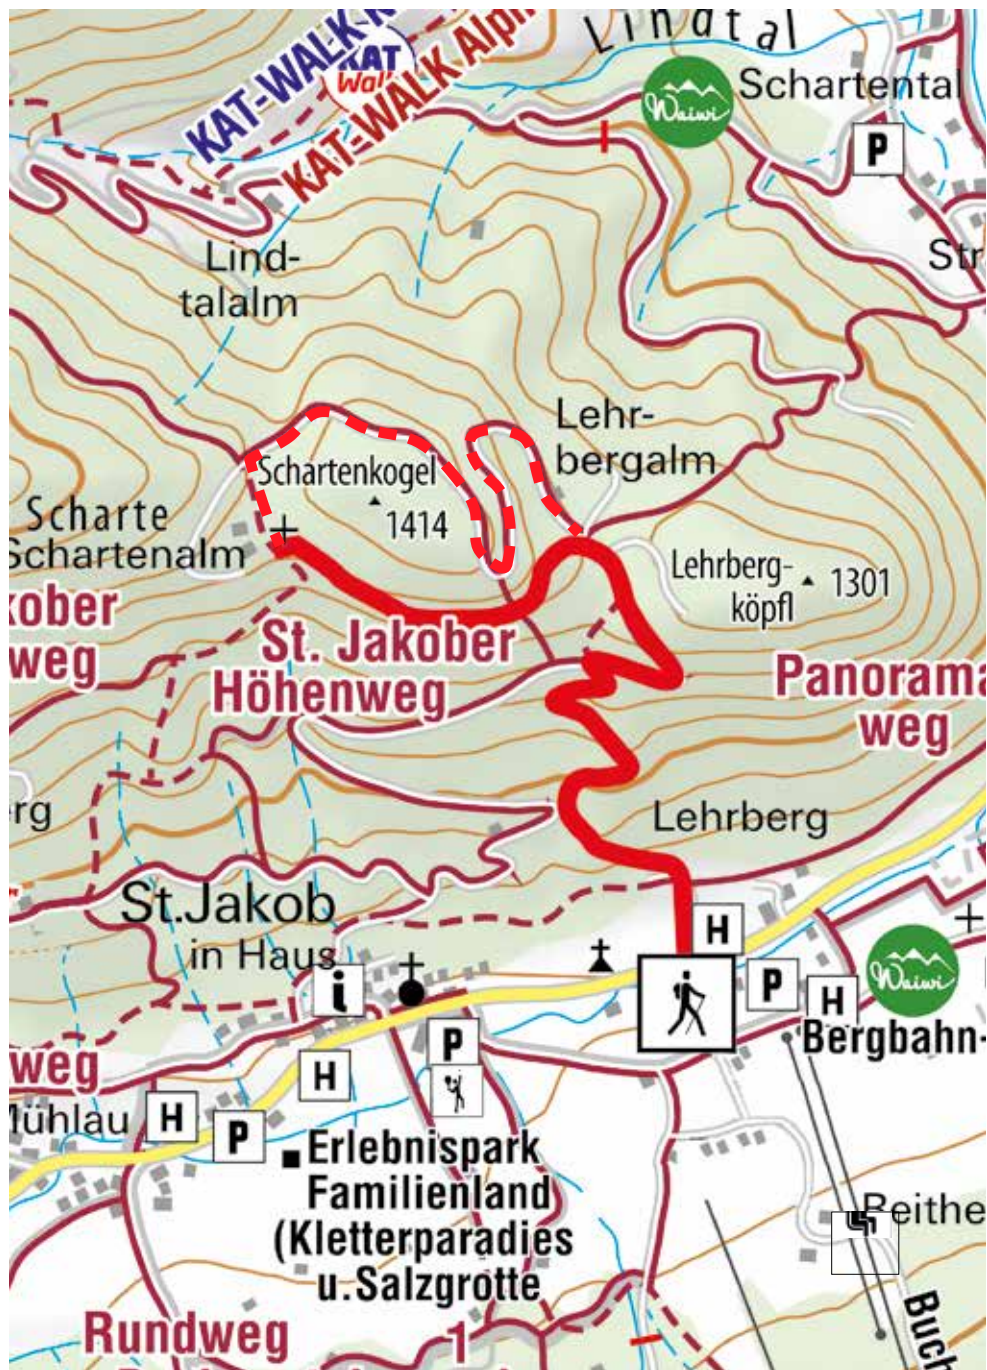 Lindtal
KAT-WALK
KAT
Walk
KAT-WALK Alpin
Waiwi
Schartental
P
Lind-
talalm
Str
Lehr-
bergalm
Schartenkogel
1414
Scharte
Schartenalm
Lehrberg-
köpfl
1301
kober
weg
St. Jakober
Höhenweg
Panorama
weg
rg
Lehrberg
St.Jakob
in Haus
i
H
P
H
Waiwi
Bergbahn-
P
weg
H
Mühlau
H
P
Erlebnispark
Familienland
(Kletterparadies
u.Salzgrotte
Reithe
Buch
Rundweg
1